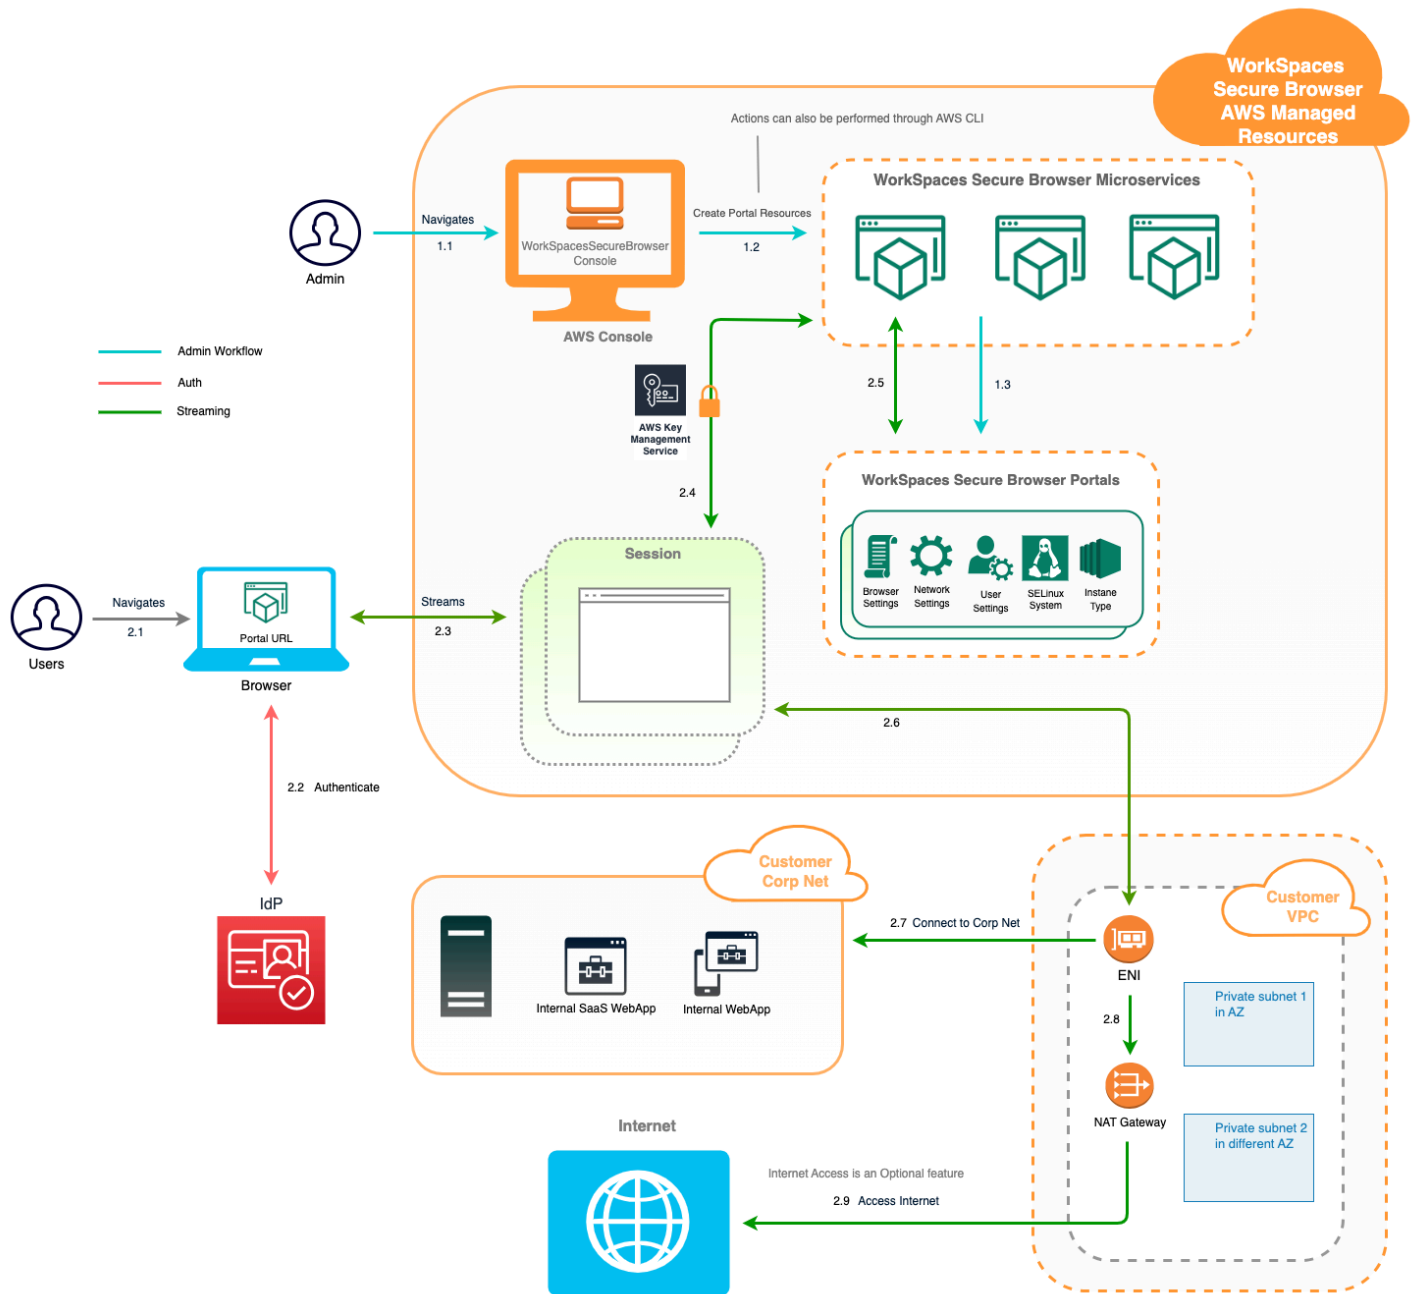 WorkSpaces
Secure Browser
AWS Managed
Resources
Actions can also be performed through AWS CLI
WorkSpaces Secure Browser Microservices
Navigates
1.1
Create Portal Resources
1.2
WorkSpacesSecureBrowser
Console
Admin
AWS Console
Admin Workflow
Auth
Streaming
2.5
1.3
AWS Key
Management
Service
2.4
WorkSpaces Secure Browser Portals
Session
Browser
Settings
Network
Settings
User
Settings
SELinux
System
Instane
Type
Navigates
2.1
Portal URL
Streams
2.3
Users
Browser
2.6
2.2 Authenticate
Customer
Corp Net
Customer
VPC
IdP
2.7 Connect to Corp Net
ENI
Internal SaaS WebApp
Internal WebApp
Private subnet 1
in AZ
2.8
NAT Gateway
Private subnet 2
in different AZ
Internet
Internet Access is an Optional feature
2.9 Access Internet